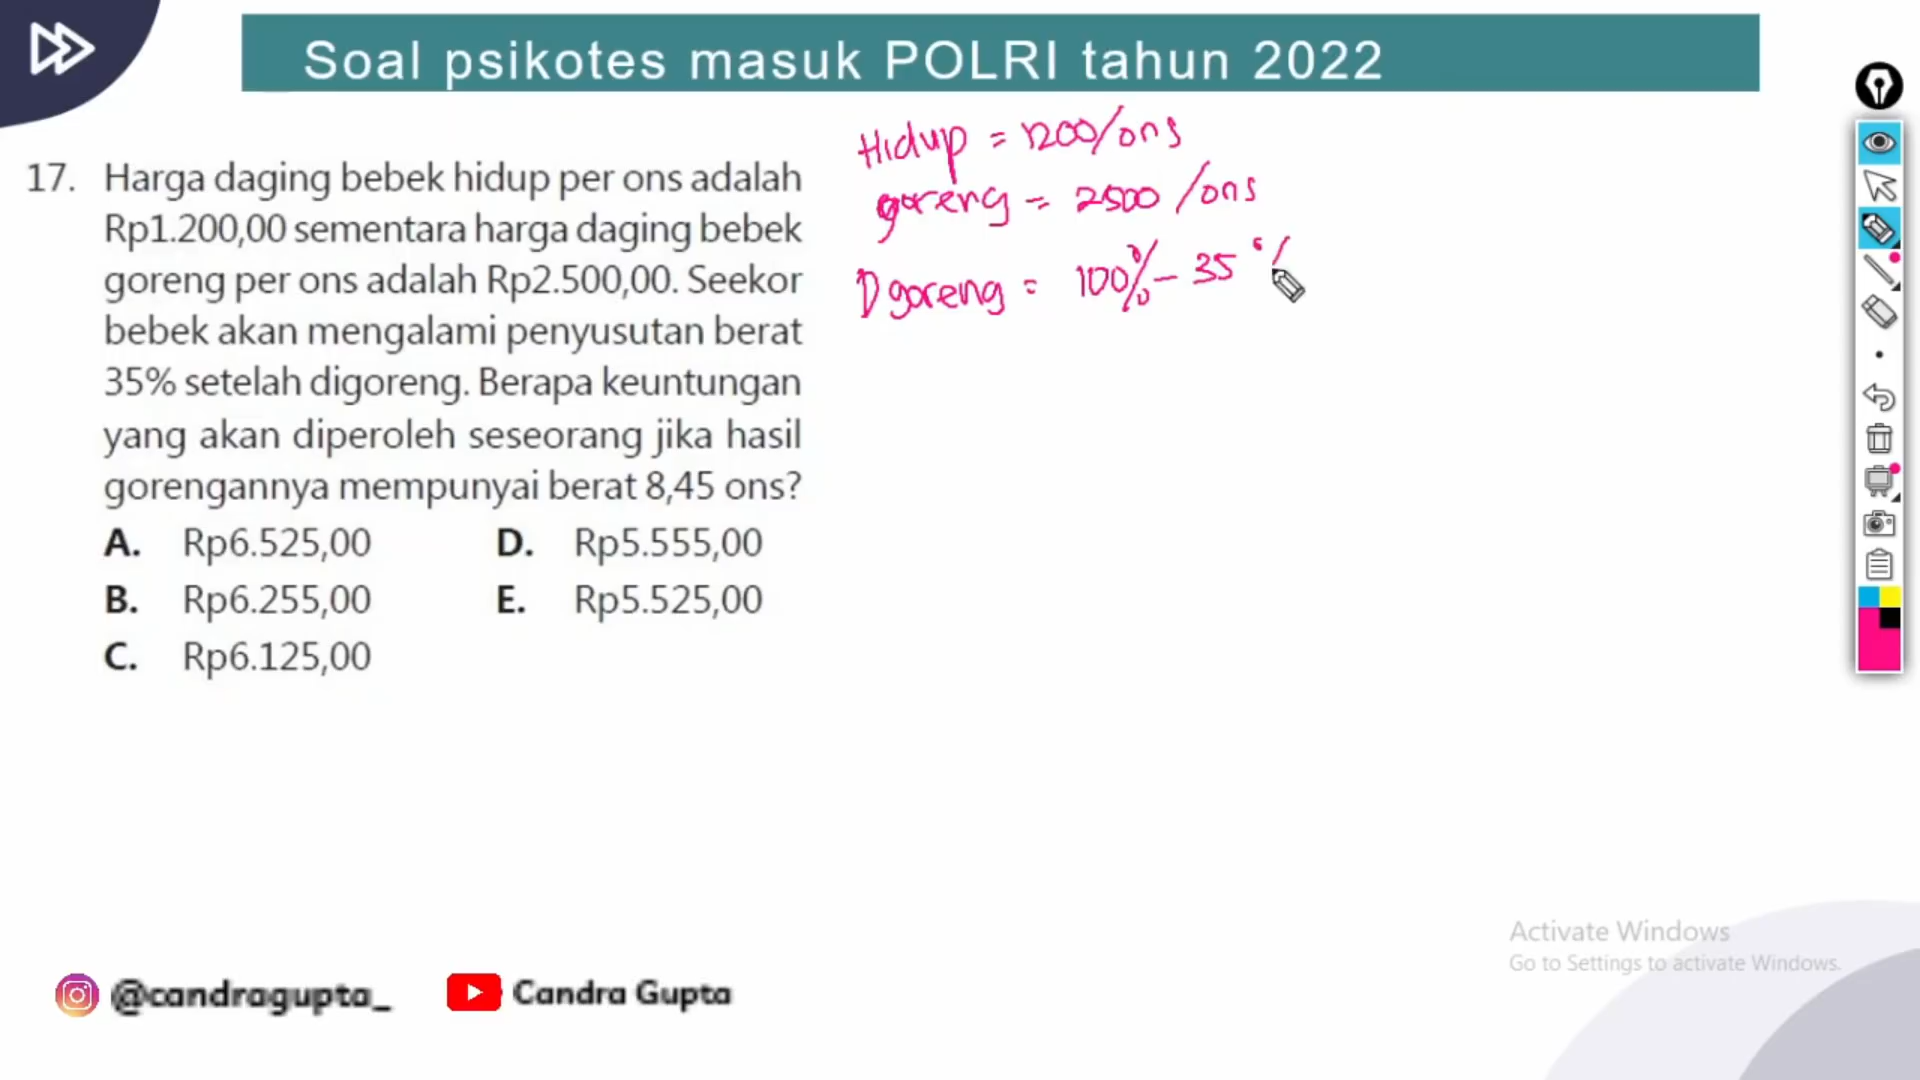 Soal psikotes masuk POLRI tahun 2022
17. Harga daging bebek hidup per ons adalah
Rp1.200,00 sementara harga daging bebek
goreng per ons adalah Rp2.500,00. Seekor
bebek akan mengalami penyusutan berat
35% setelah digoreng. Berapa keuntungan
yang akan diperoleh seseorang jika hasil
gorengannya mempunyai berat 8,45 ons?
A. Rp6.525,00 D. Rp5.555,00
B. Rp6.255,00 E. Rp5.525,00
C. Rp6.125,00
Hidup = 1200/ons
goreng = 2500 /ons
Dgoreng = 100% - 35%
Activate Windows
Go to Settings to activate Windows.
@candragupta_ Candra Gupta